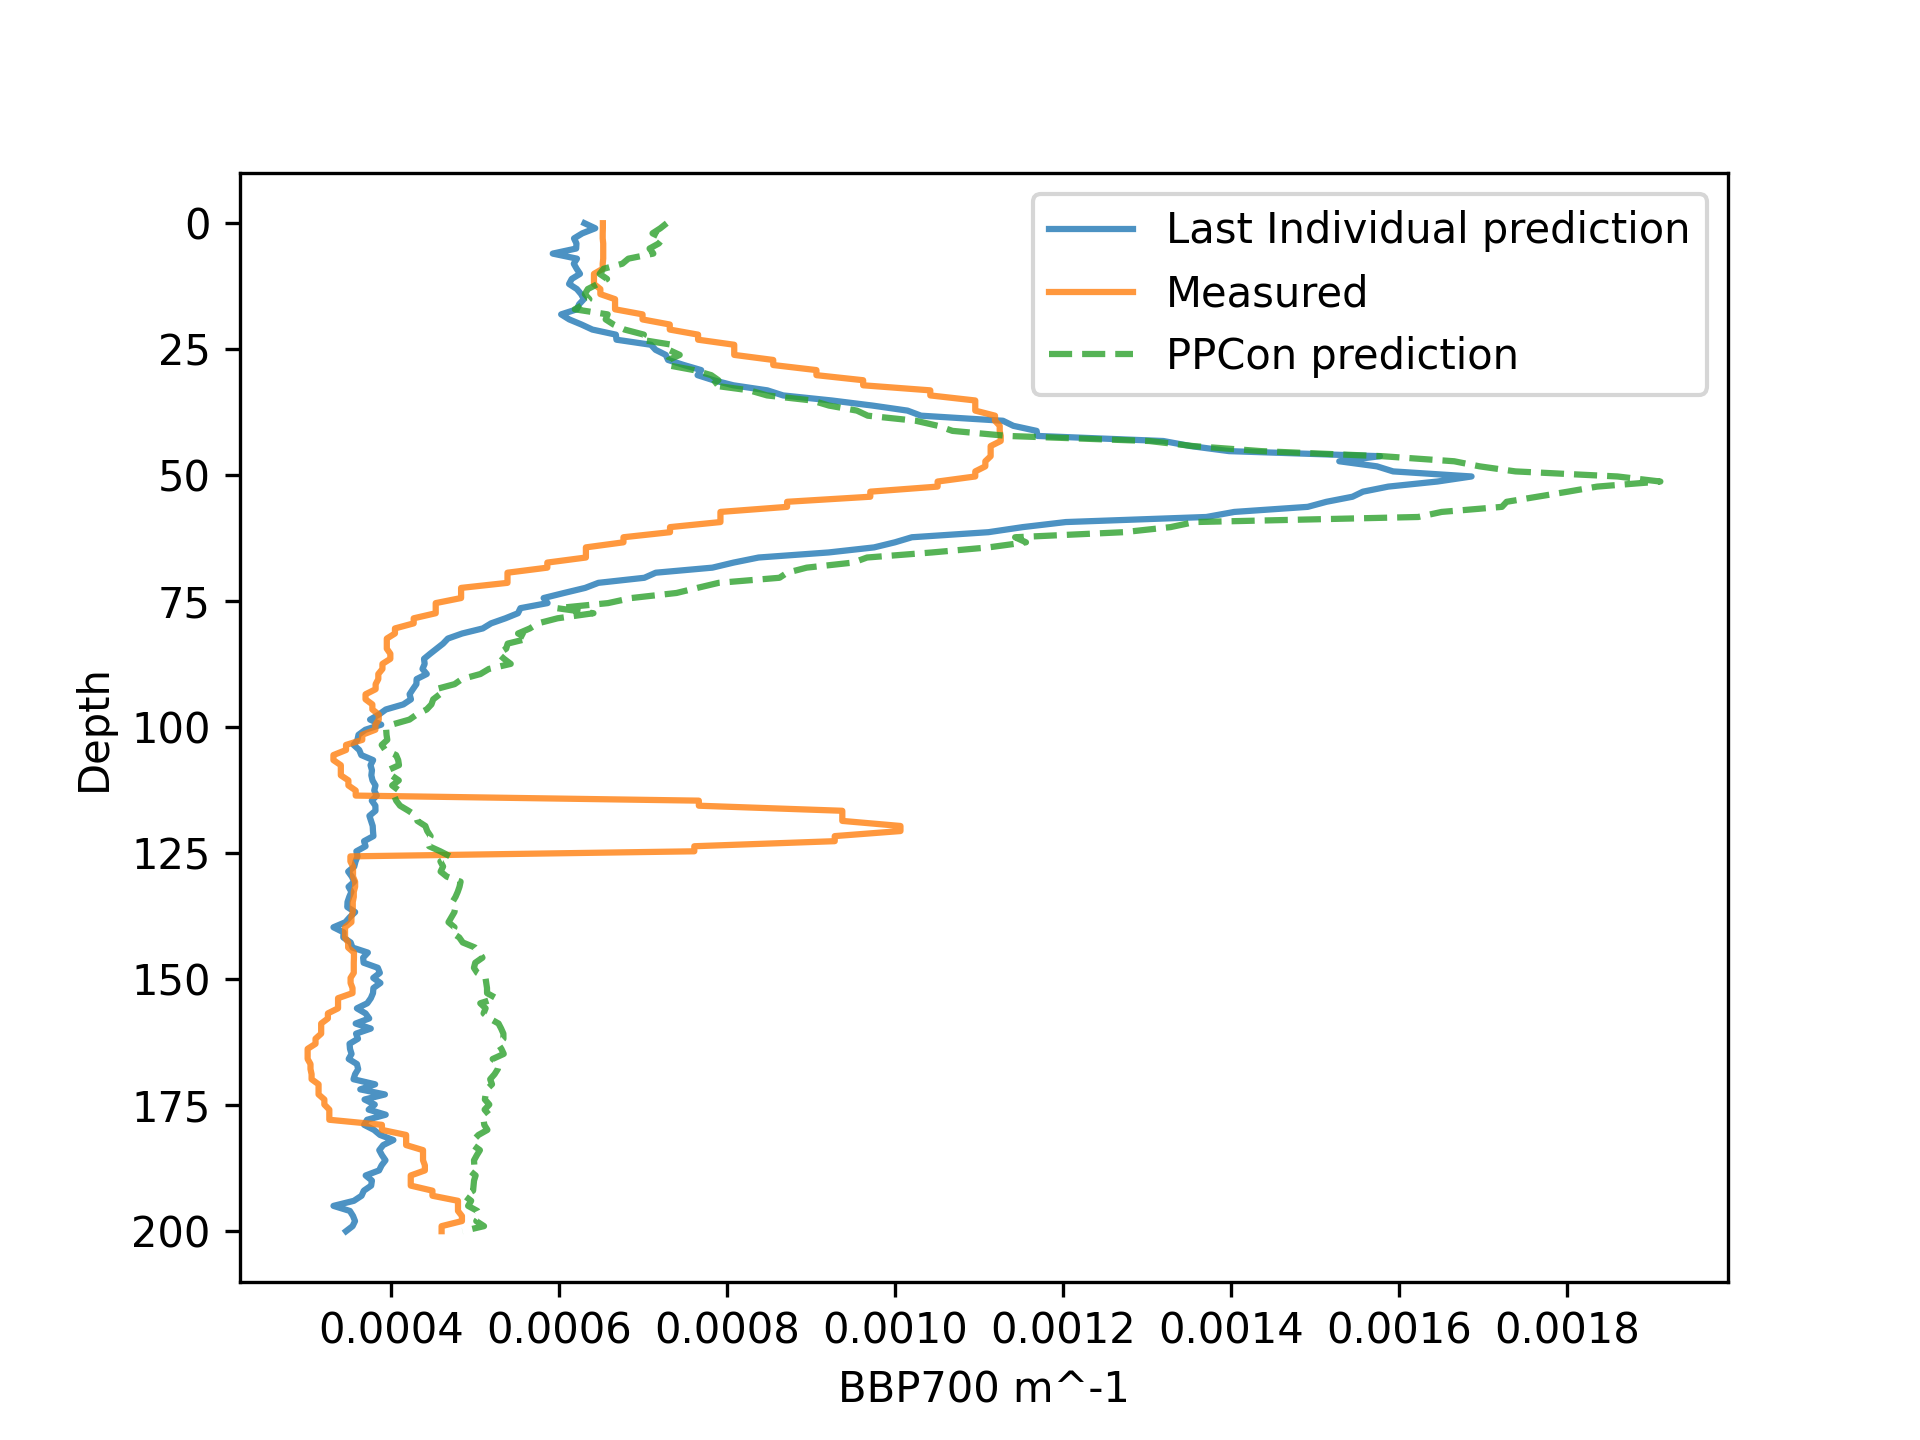 Last Individual prediction
Measured
PPCon prediction
0
25
50
75
100
125
150
175
200
Depth
0.0004 0.0006 0.0008 0.0010 0.0012 0.0014 0.0016 0.0018
BBP700 m^-1